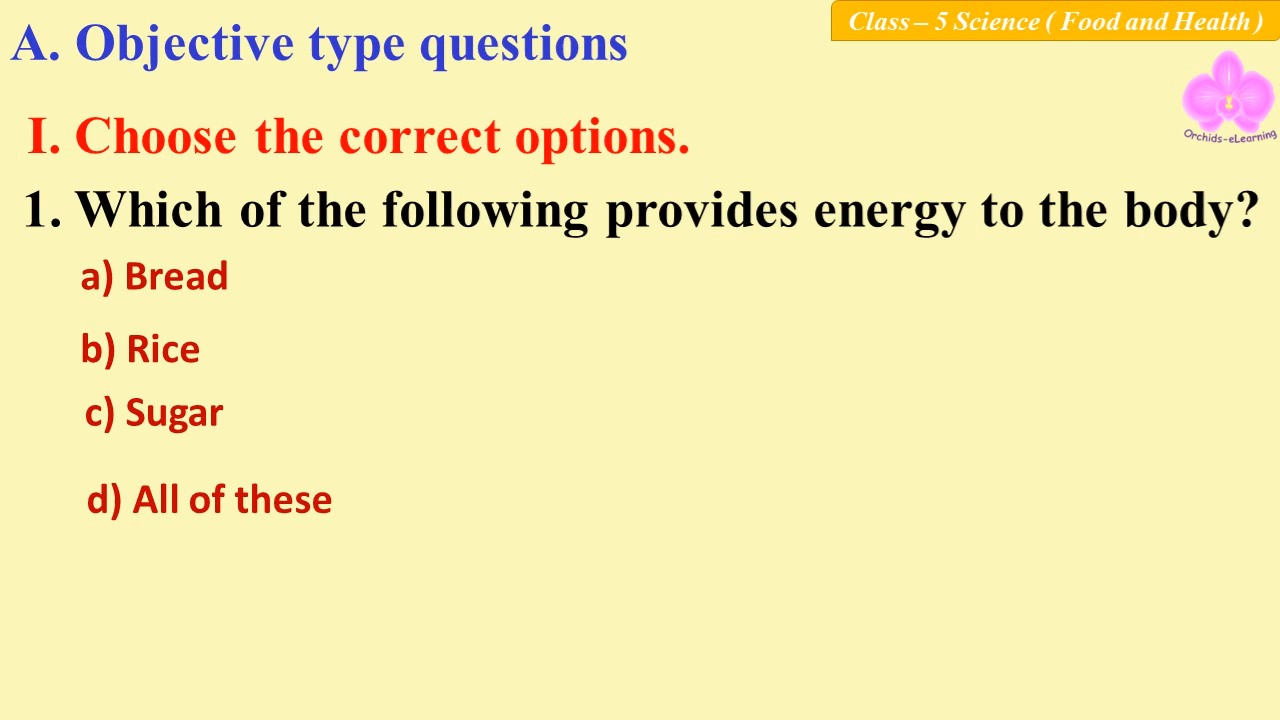 Class – 5 Science ( Food and Health )
A. Objective type questions
Orchids-eLearning
I. Choose the correct options.
1. Which of the following provides energy to the body?
a) Bread
b) Rice
c) Sugar
d) All of these